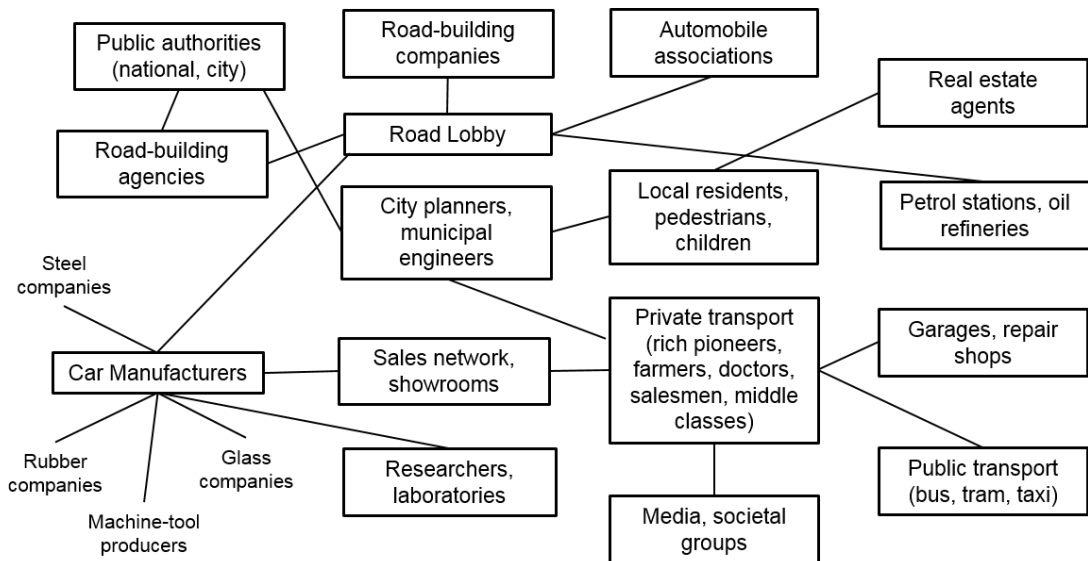 Public authorities
(national, city)
Road-building
companies
Automobile
associations
Real estate
agents
Road-building
agencies
Road Lobby
City planners,
municipal
engineers
Local residents,
pedestrians,
children
Petrol stations, oil
refineries
Steel
companies
Car Manufacturers
Sales network,
showrooms
Private transport
(rich pioneers,
farmers, doctors,
salesmen, middle
classes)
Garages, repair
shops
Rubber
companies
Glass
companies
Machine-tool
producers
Researchers,
laboratories
Media, societal
groups
Public transport
(bus, tram, taxi)